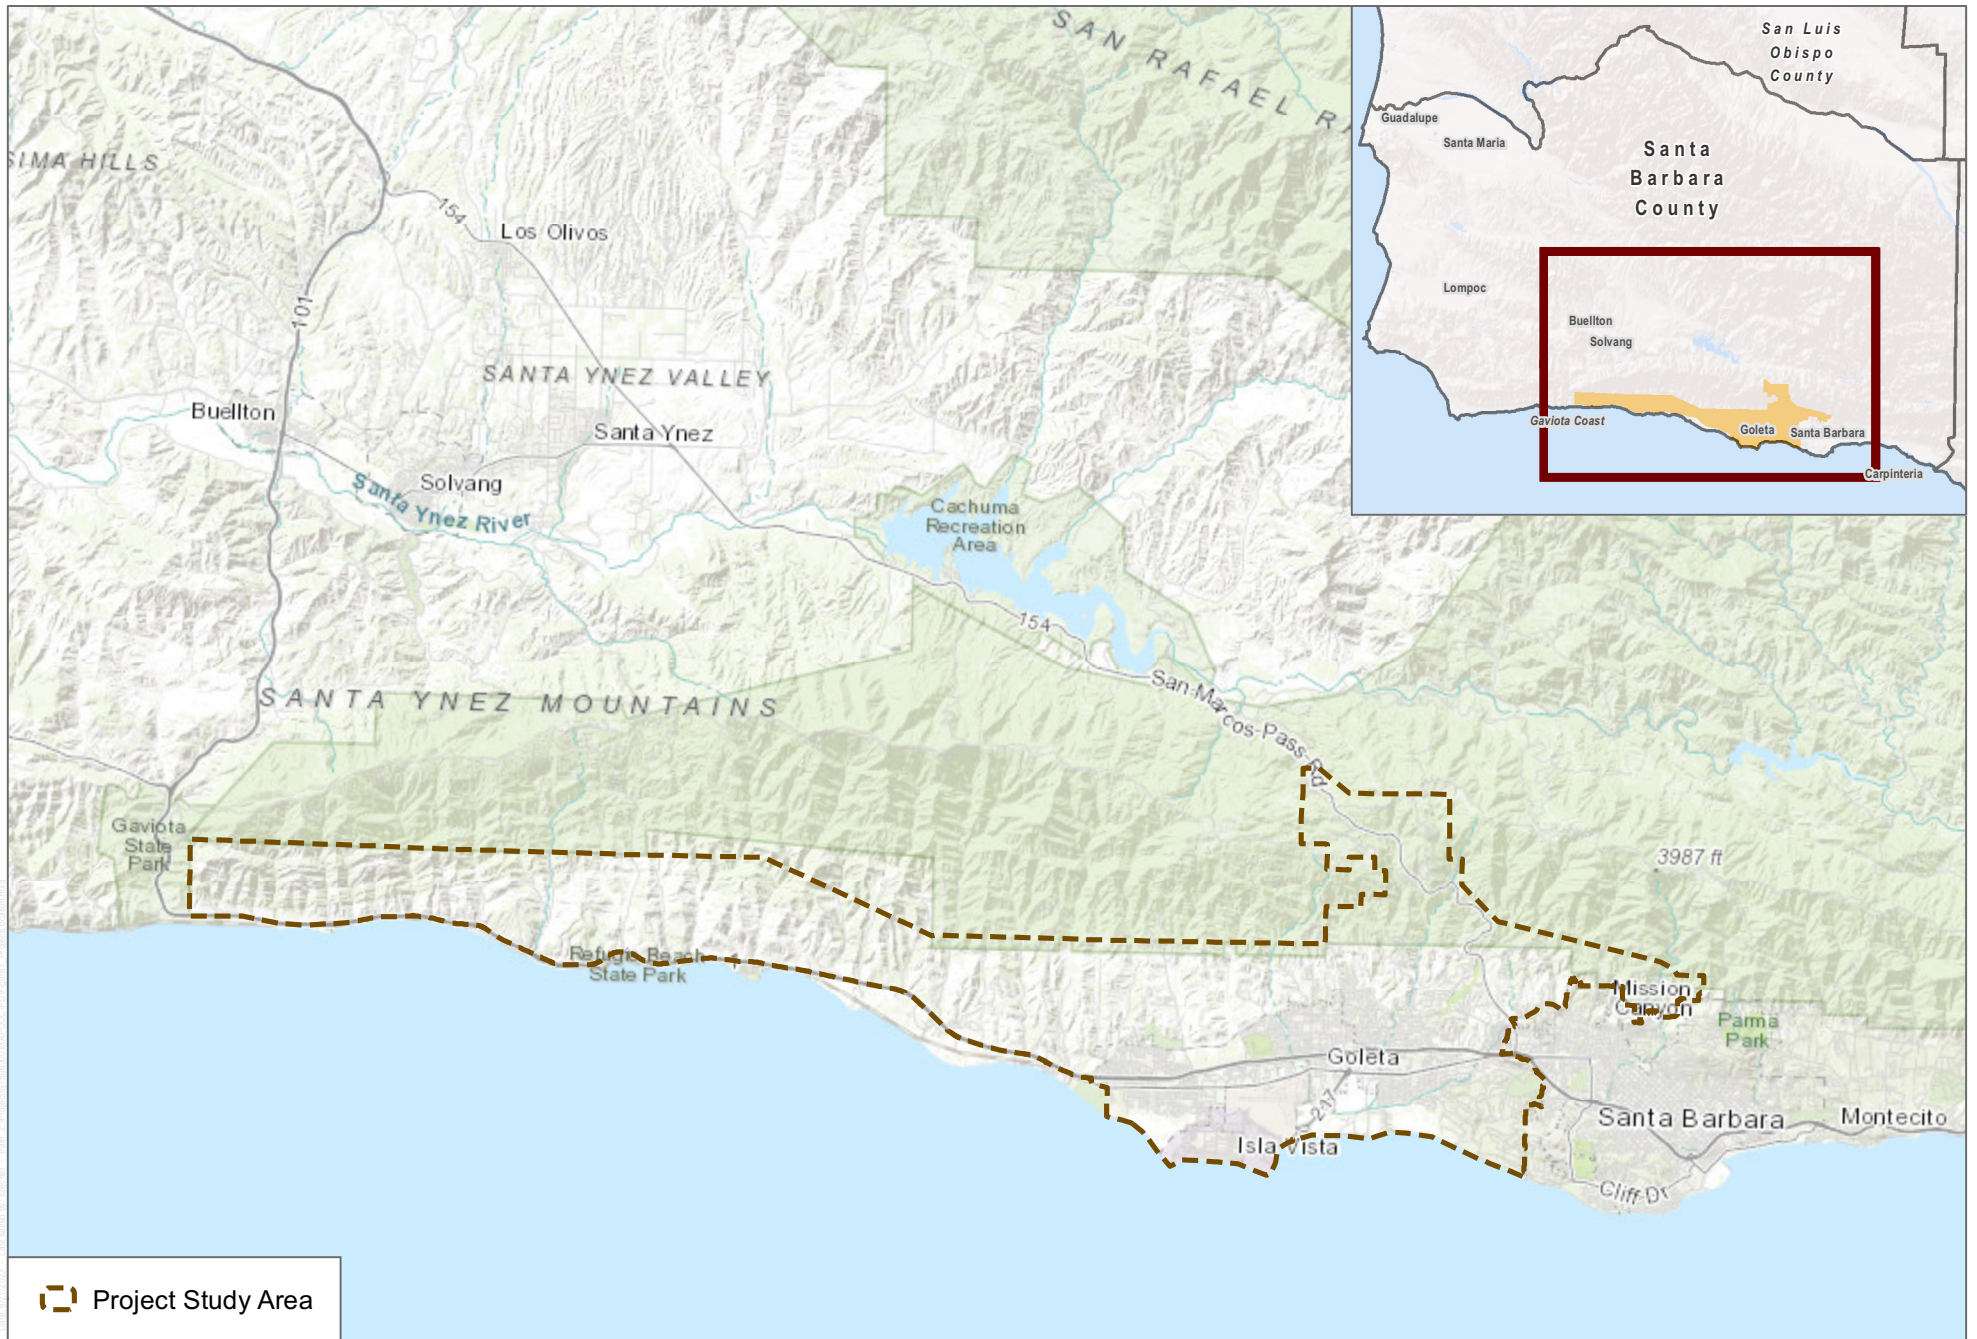 SAN RAFAEL RA
SIMA HILLS
154
Los Olivos
101
SANTA YNEZ VALLEY
Buellton
Santa Ynez
Solvang
Santa Ynez River
Cachuma
Recreation
Area
154
San-Marcos-Pass-Rd
SANTA YNEZ MOUNTAINS
Gaviota
State
Park
3987 ft
Refugio Beach
State Park
Mission
Canyon
Parma
Park
Goleta
217
Isla Vista
Santa Barbara
Montecito
Cliff-Dr
San Luis
Obispo
County
Guadalupe
Santa Maria
Santa
Barbara
County
Lompoc
Buellton
Solvang
Gaviota Coast
Goleta
Santa Barbara
Carpinteria
Project Study Area